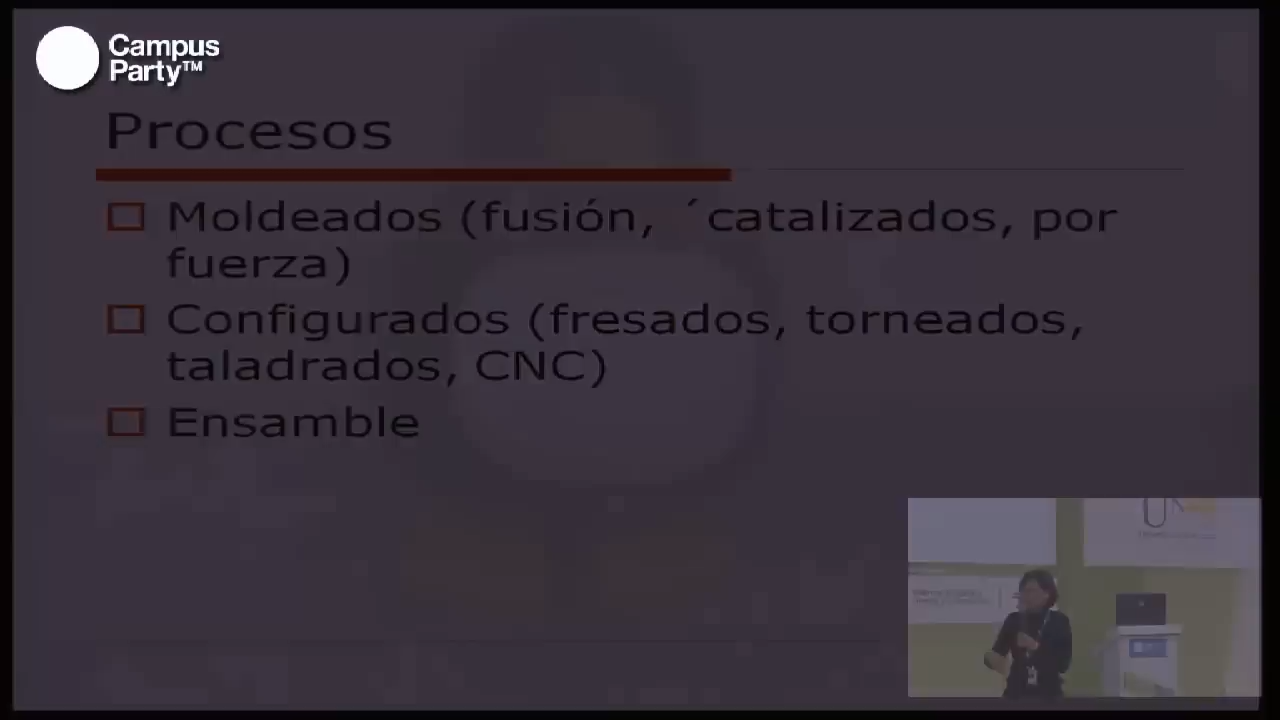 Campus
Party™
Procesos
Moldeados (fusión, ´catalizados, por
fuerza)
Configurados (fresados, torneados,
taladrados, CNC)
Ensamble